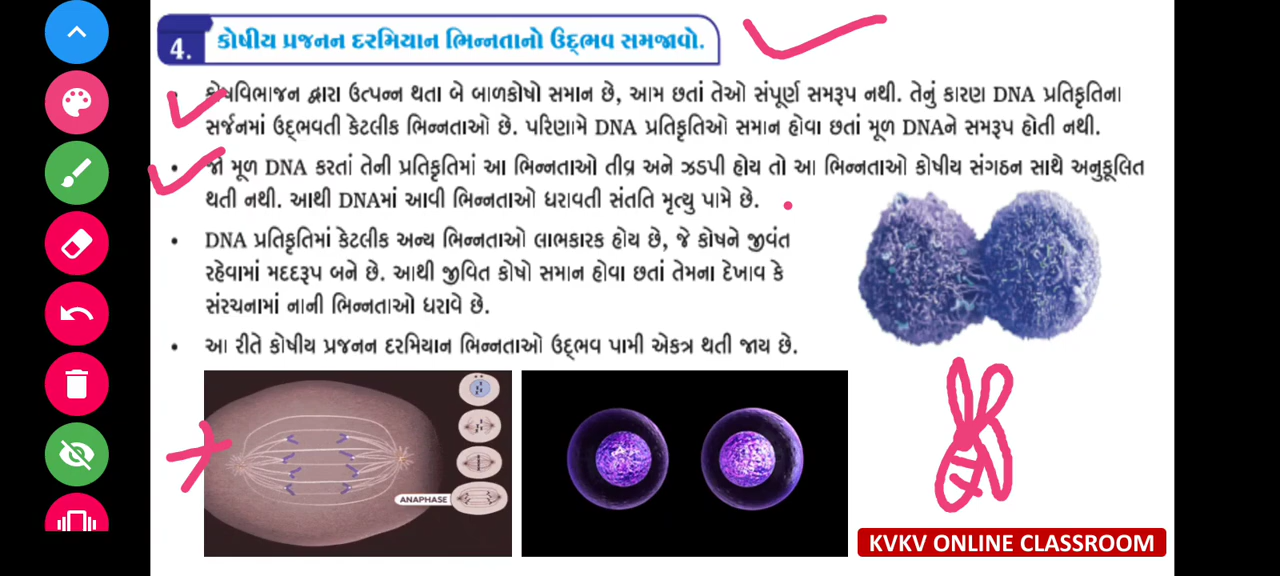 4. કોષીય પ્રજનન દરમિયાન ભિન્નતાનો ઉદ્ભવ સમજાવો.
• કોષવિભાજન દ્વારા ઉત્પન્ન થતા બે બાળકોષો સમાન છે, આમ છતાં તેઓ સંપૂર્ણ સમરૂપ નથી. તેનું કારણ DNA પ્રતિકૃતિના
સર્જનમાં ઉદ્ભવતી કેટલીક ભિન્નતાઓ છે. પરિણામે DNA પ્રતિકૃતિઓ સમાન હોવા છતાં મૂળ DNAને સમરૂપ હોતી નથી.
• જો મૂળ DNA કરતાં તેની પ્રતિકૃતિમાં આ ભિન્નતાઓ તીવ્ર અને ઝડપી હોય તો આ ભિન્નતાઓ કોષીય સંગઠન સાથે અનુકૂલિત
થતી નથી. આથી DNAમાં આવી ભિન્નતાઓ ધરાવતી સંતતિ મૃત્યુ પામે છે.
• DNA પ્રતિકૃતિમાં કેટલીક અન્ય ભિન્નતાઓ લાભકારક હોય છે, જે કોષને જીવંત
રહેવામાં મદદરૂપ બને છે. આથી જીવિત કોષો સમાન હોવા છતાં તેમના દેખાવ કે
સંરચનામાં નાની ભિન્નતાઓ ધરાવે છે.
• આ રીતે કોષીય પ્રજનન દરમિયાન ભિન્નતાઓ ઉદ્ભવ પામી એકત્ર થતી જાય છે.
ANAPHASE
KVKV ONLINE CLASSROOM